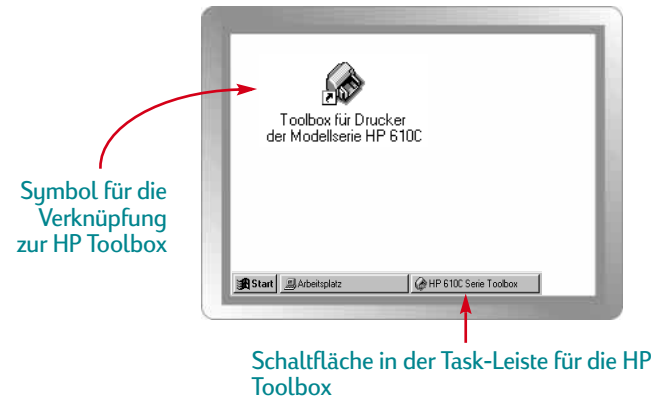 Toolbox für Drucker
der Modellserie HP 610C
Symbol für die
Verknüpfung
zur HP Toolbox
Start
Arbeitsplatz
HP 610C Serie Toolbox
Schaltfläche in der Task-Leiste für die HP
Toolbox